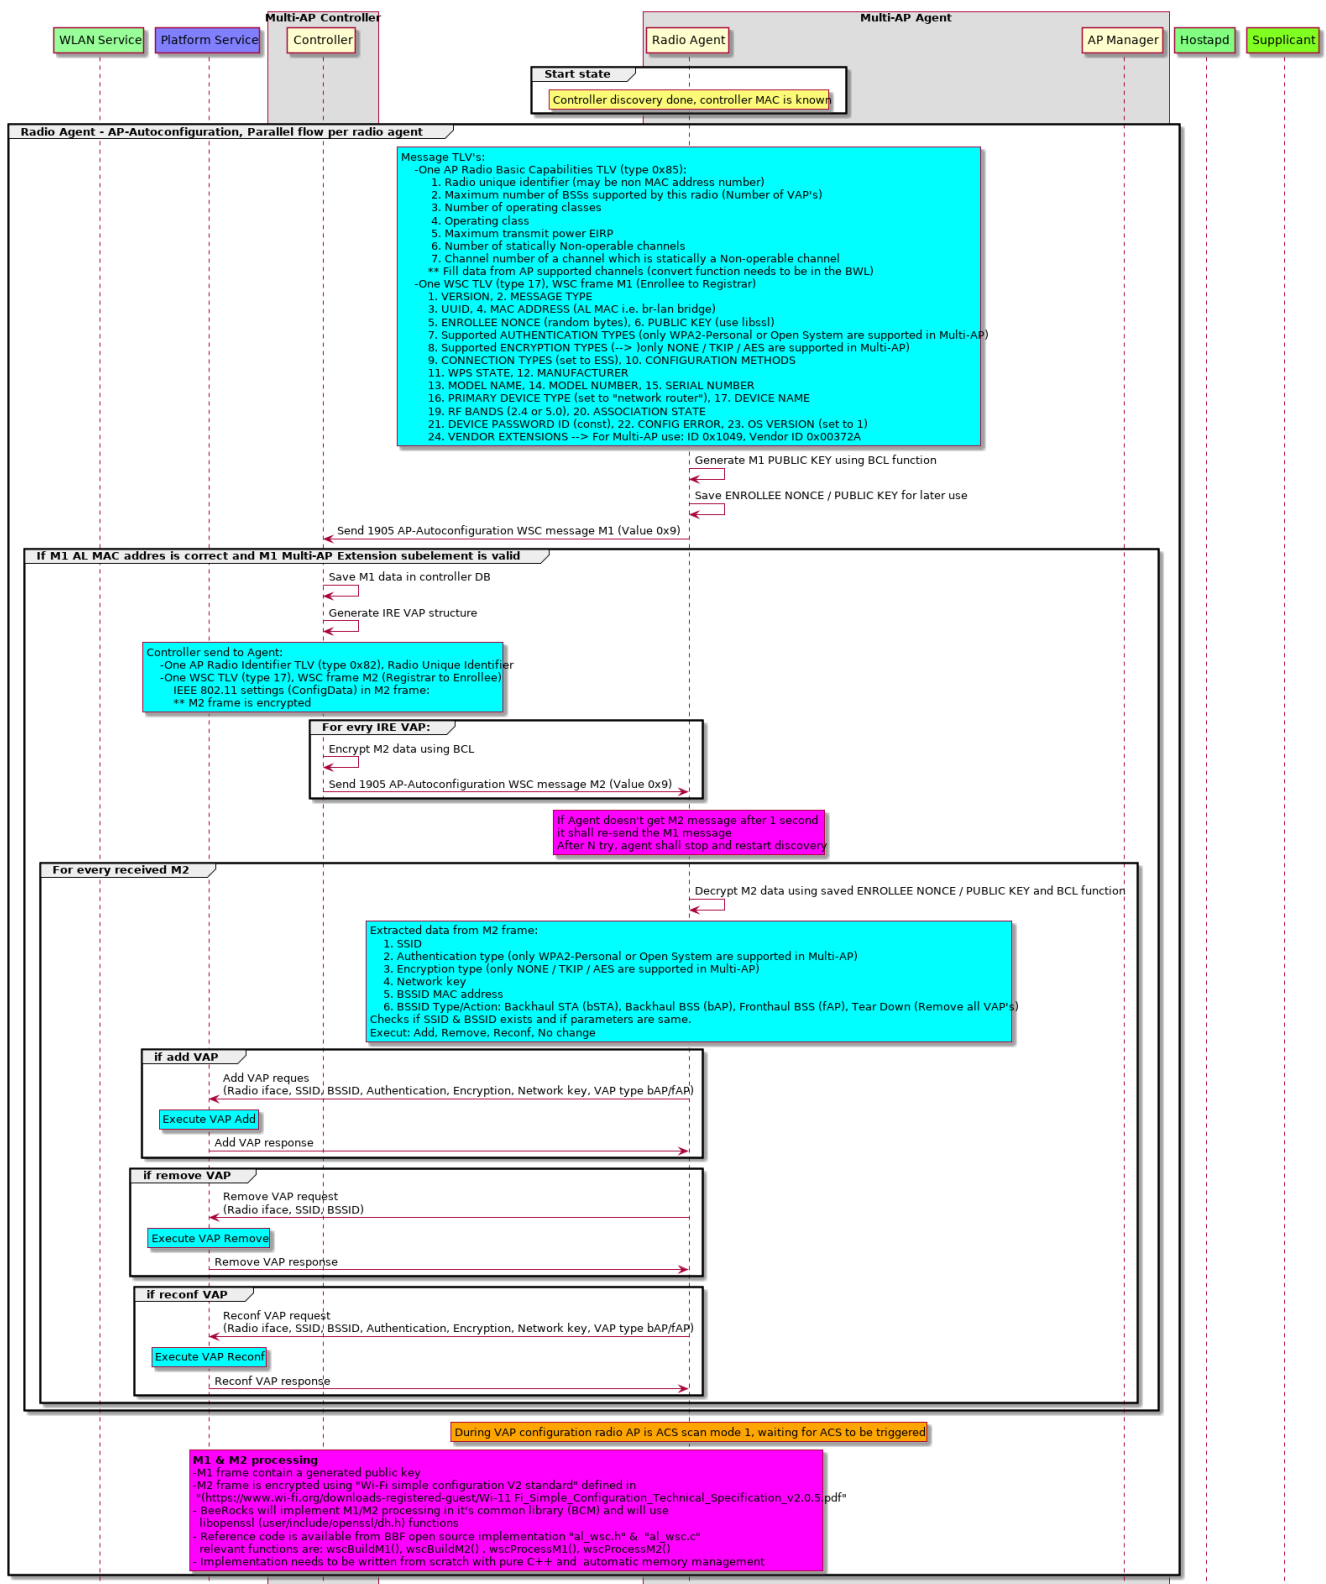 Multi-AP Controller
Multi-AP Agent
WLAN Service
Platform Service
Controller
Radio Agent
AP Manager
Hostapd
Supplicant
Start state
Controller discovery done, controller MAC is known
Radio Agent - AP-Autoconfiguration, Parallel flow per radio agent
Message TLV's:
-One AP Radio Basic Capabilities TLV (type 0x85):
1. Radio unique identifier (may be non MAC address number)
2. Maximum number of BSSs supported by this radio (Number of VAP's)
3. Number of operating classes
4. Operating class
5. Maximum transmit power EIRP
6. Number of statically Non-operable channels
7. Channel number of a channel which is statically a Non-operable channel
** Fill data from AP supported channels (convert function needs to be in the BWL)
-One WSC TLV (type 17), WSC frame M1 (Enrollee to Registrar)
1. VERSION, 2. MESSAGE TYPE
3. UUID, 4. MAC ADDRESS (AL MAC i.e. br-lan bridge)
5. ENROLLEE NONCE (random bytes), 6. PUBLIC KEY (use libssl)
7. Supported AUTHENTICATION TYPES (only WPA2-Personal or Open System are supported in Multi-AP)
8. Supported ENCRYPTION TYPES (--> )only NONE / TKIP / AES are supported in Multi-AP)
9. CONNECTION TYPES (set to ESS), 10. CONFIGURATION METHODS
11. WPS STATE, 12. MANUFACTURER
13. MODEL NAME, 14. MODEL NUMBER, 15. SERIAL NUMBER
16. PRIMARY DEVICE TYPE (set to "network router"), 17. DEVICE NAME
19. RF BANDS (2.4 or 5.0), 20. ASSOCIATION STATE
21. DEVICE PASSWORD ID (const), 22. CONFIG ERROR, 23. OS VERSION (set to 1)
24. VENDOR EXTENSIONS --> For Multi-AP use: ID 0x1049, Vendor ID 0x00372A
Generate M1 PUBLIC KEY using BCL function
Save ENROLLEE NONCE / PUBLIC KEY for later use
Send 1905 AP-Autoconfiguration WSC message M1 (Value 0x9)
If M1 AL MAC addres is correct and M1 Multi-AP Extension subelement is valid
Save M1 data in controller DB
Generate IRE VAP structure
Controller send to Agent:
-One AP Radio Identifier TLV (type 0x82), Radio Unique Identifier
-One WSC TLV (type 17), WSC frame M2 (Registrar to Enrollee)
IEEE 802.11 settings (ConfigData) in M2 frame:
** M2 frame is encrypted
For evry IRE VAP:
Encrypt M2 data using BCL
Send 1905 AP-Autoconfiguration WSC message M2 (Value 0x9)
If Agent doesn't get M2 message after 1 second
it shall re-send the M1 message
After N try, agent shall stop and restart discovery
For every received M2
Decrypt M2 data using saved ENROLLEE NONCE / PUBLIC KEY and BCL function
Extracted data from M2 frame:
1. SSID
2. Authentication type (only WPA2-Personal or Open System are supported in Multi-AP)
3. Encryption type (only NONE / TKIP / AES are supported in Multi-AP)
4. Network key
5. BSSID MAC address
6. BSSID Type/Action: Backhaul STA (bSTA), Backhaul BSS (bAP), Fronthaul BSS (fAP), Tear Down (Remove all VAP's)
Checks if SSID & BSSID exists and if parameters are same.
Execut: Add, Remove, Reconf, No change
if add VAP
Add VAP reques
(Radio iface, SSID, BSSID, Authentication, Encryption, Network key, VAP type bAP/fAP)
Execute VAP Add
Add VAP response
if remove VAP
Remove VAP request
(Radio iface, SSID, BSSID)
Execute VAP Remove
Remove VAP response
if reconf VAP
Reconf VAP request
(Radio iface, SSID, BSSID, Authentication, Encryption, Network key, VAP type bAP/fAP)
Execute VAP Reconf
Reconf VAP response
During VAP configuration radio AP is ACS scan mode 1, waiting for ACS to be triggered
M1 & M2 processing
-M1 frame contain a generated public key
-M2 frame is encrypted using "Wi-Fi simple configuration V2 standard" defined in
"(https://www.wi-fi.org/downloads-registered-guest/Wi-11 Fi_Simple_Configuration_Technical_Specification_v2.0.5.pdf"
- BeeRocks will implement M1/M2 processing in it's common library (BCM) and will use
libopenssl (user/include/openssl/dh.h) functions
- Reference code is available from BBF open source implementation "al_wsc.h" & "al_wsc.c"
relevant functions are: wscBuildM1(), wscBuildM2() , wscProcessM1(), wscProcessM2()
- Implementation needs to be written from scratch with pure C++ and automatic memory management